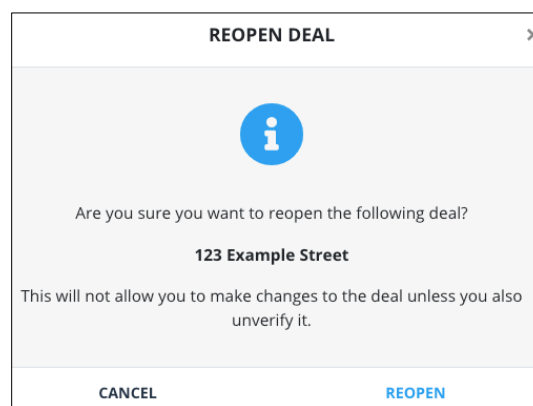 REOPEN DEAL
Are you sure you want to reopen the following deal?
123 Example Street
This will not allow you to make changes to the deal unless you also
unverify it.
CANCEL
REOPEN